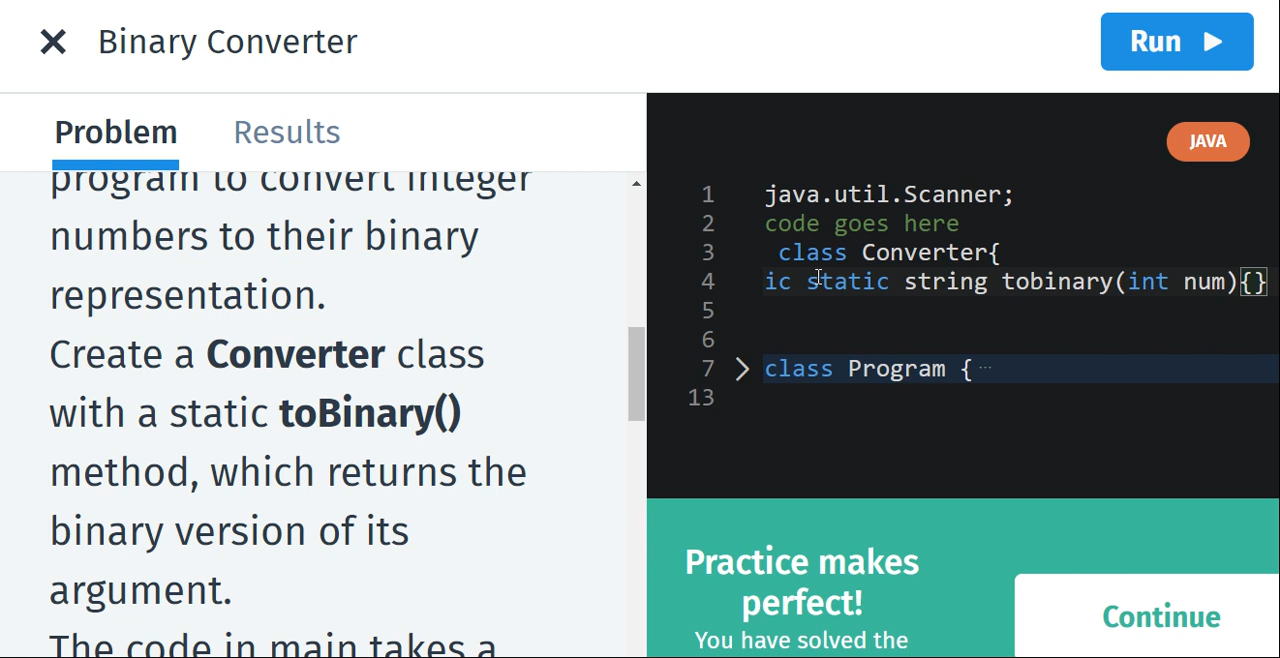 Binary Converter
Run
Problem
Results
program to convert integer
numbers to their binary
representation.
Create a Converter class
with a static toBinary()
method, which returns the
binary version of its
argument.
The code in main takes a
JAVA
1 java.util.Scanner;
2 code goes here
3 class Converter{
4 ic static string tobinary(int num){}
5
6
7 class Program { ...
13
Practice makes
perfect!
You have solved the
Continue